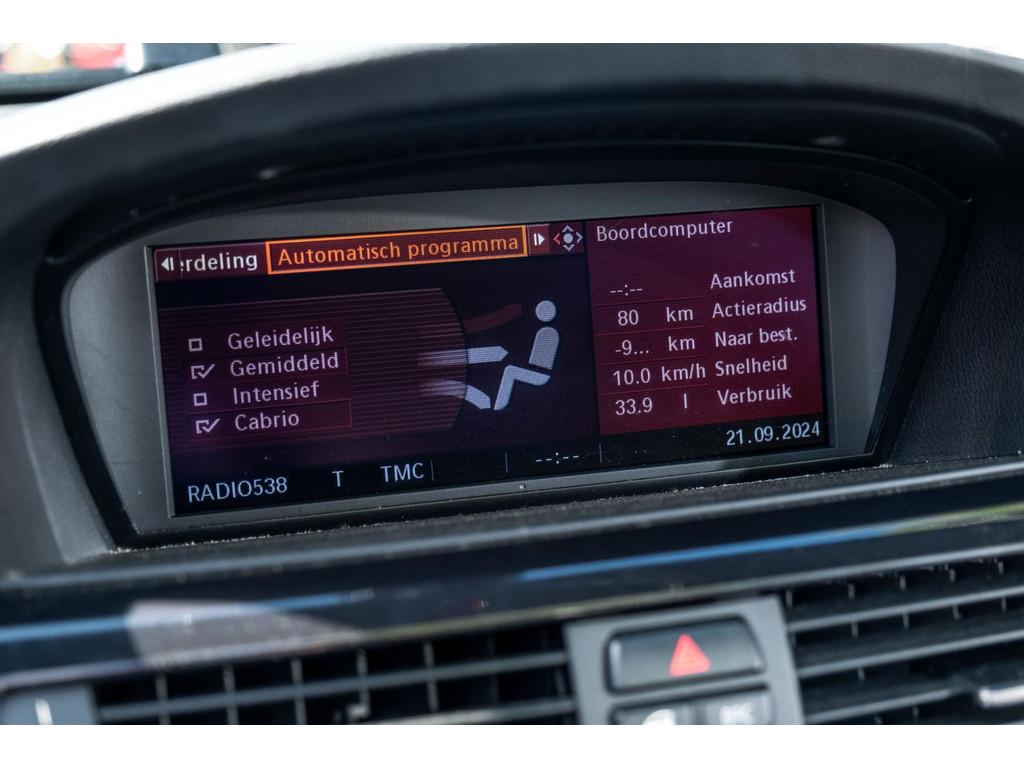 erdeling Automatisch programma
Geleidelijk
Gemiddeld
Intensief
Cabrio
Boordcomputer
--:-- Aankomst
80 km Actieradius
-9... km Naar best.
10.0 km/h Snelheid
33.9 l Verbruik
RADIO538 T TMC --:-- 21.09.2024